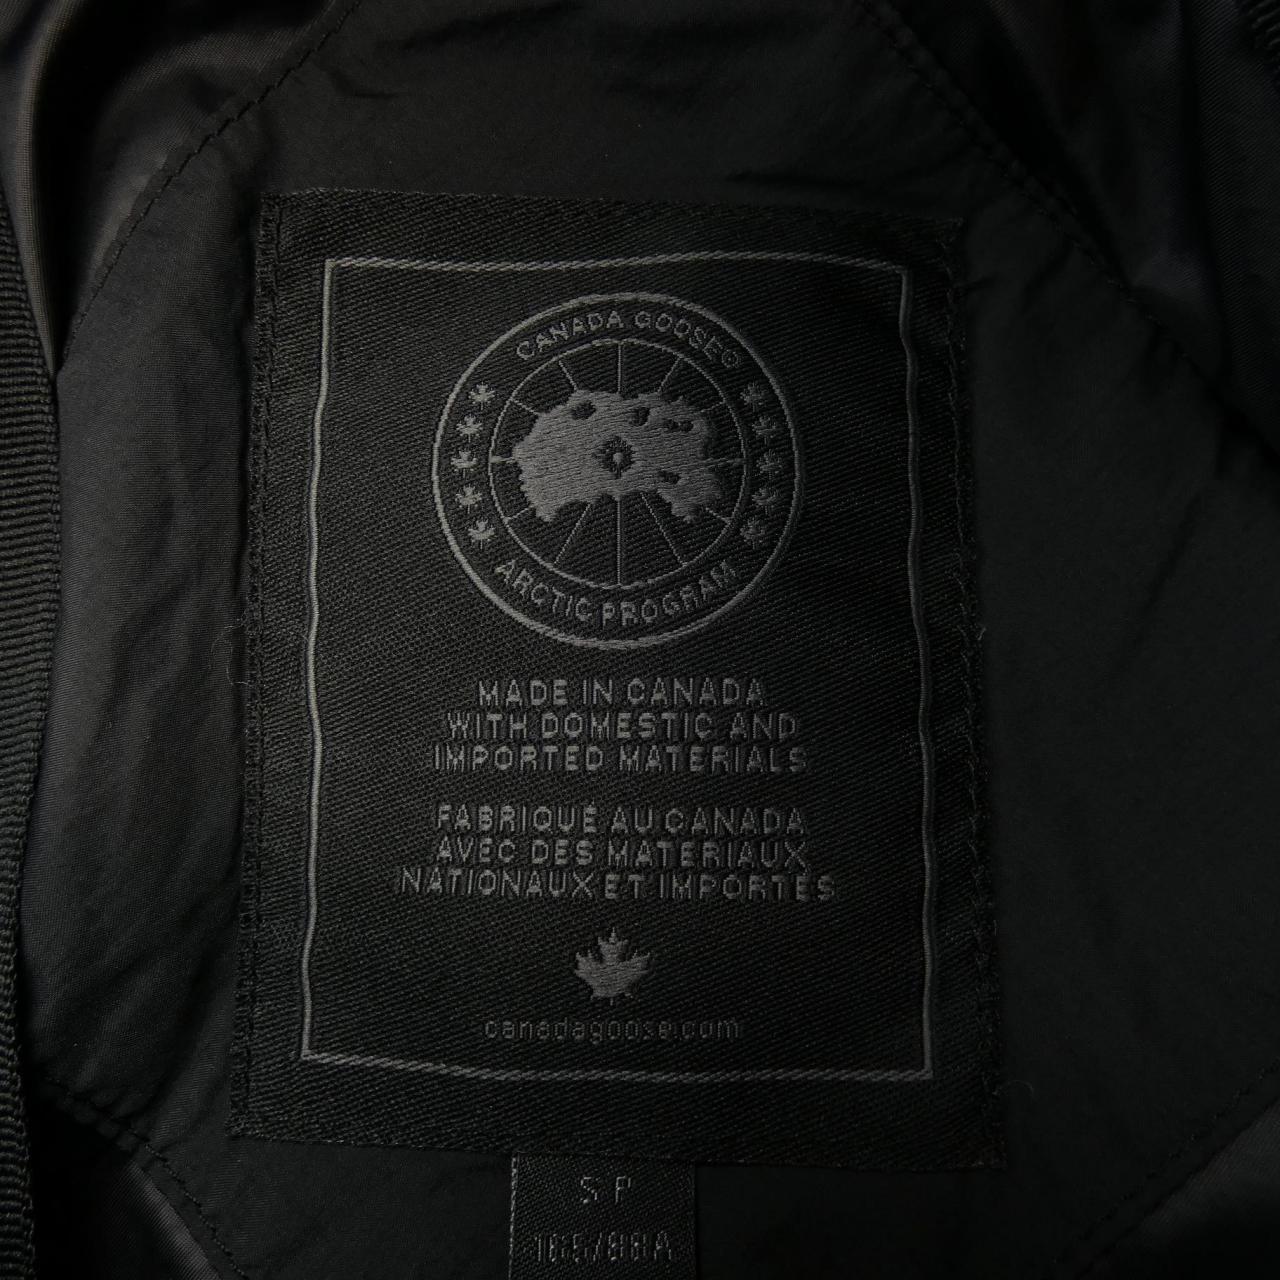 CANADA GOOSE®
ARCTIC PROGRAM
MADE IN CANADA
WITH DOMESTIC AND
IMPORTED MATERIALS
FABRIQUÉ AU CANADA
AVEC DES MATERIAUX
NATIONAUX ET IMPORTÉS
canadagoose.com
S P
165/88A